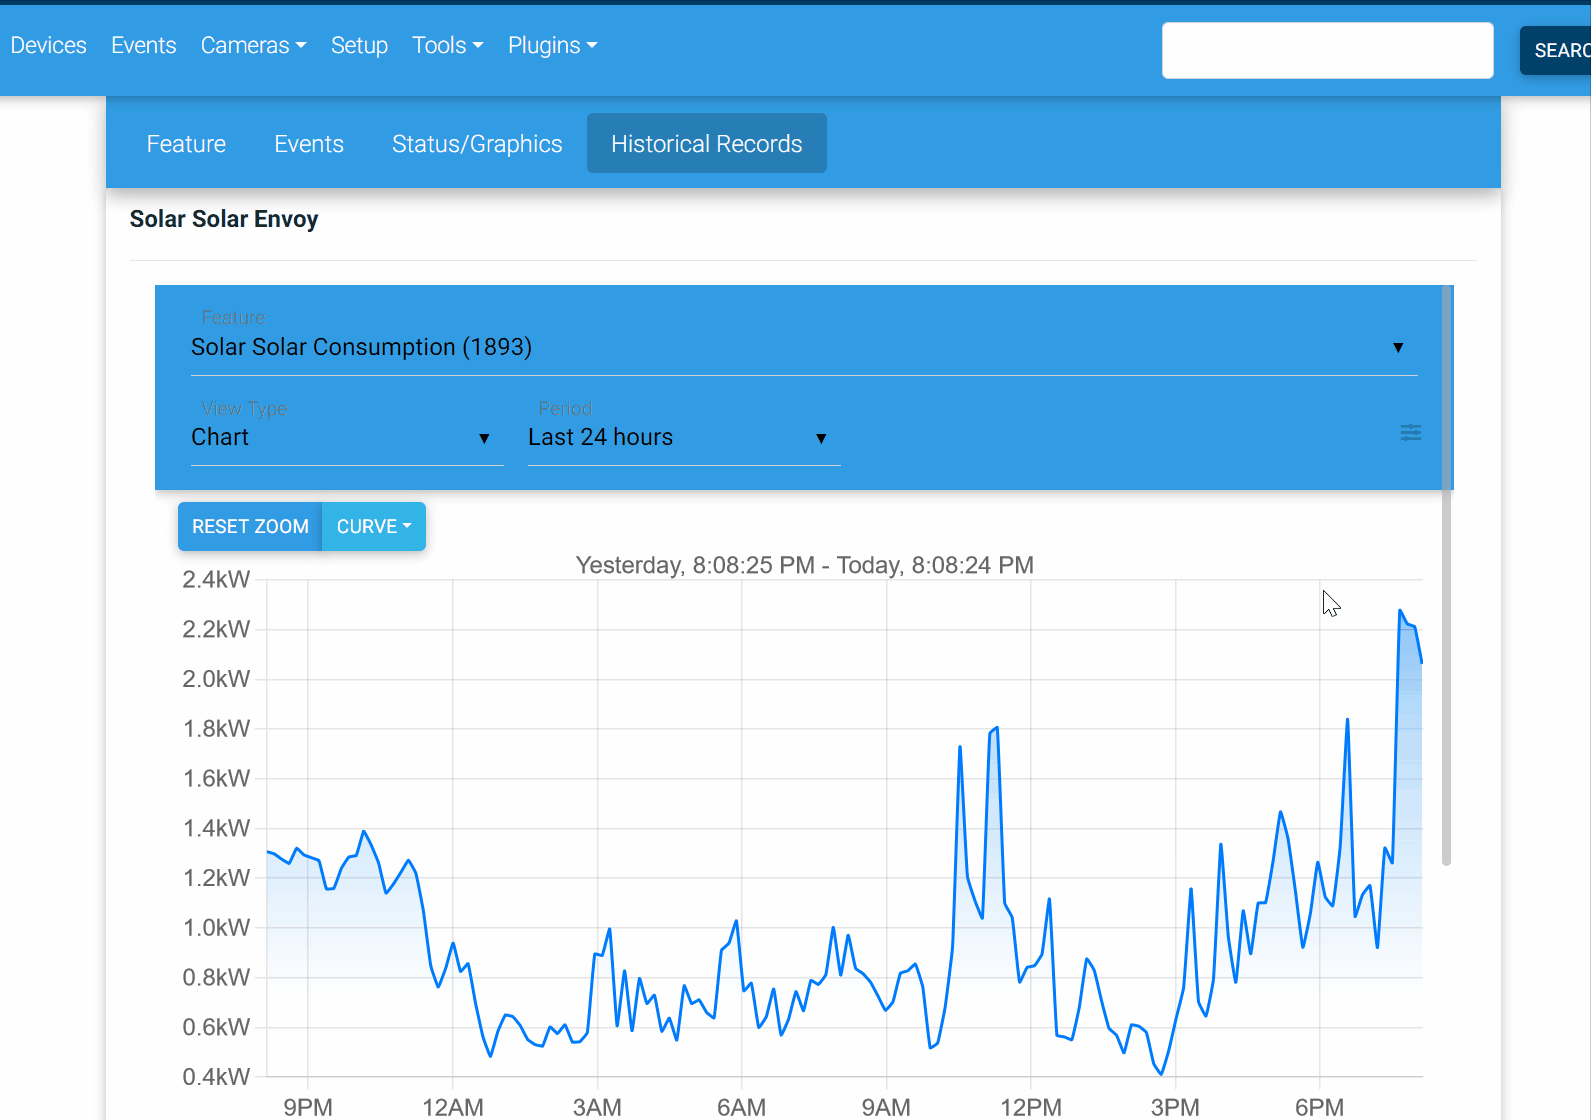 Devices Events Cameras Setup Tools Plugins SEARC
Feature Events Status/Graphics Historical Records
Solar Solar Envoy
Feature
Solar Solar Consumption (1893)
View Type Period
Chart Last 24 hours
RESET ZOOM CURVE
Yesterday, 8:08:25 PM - Today, 8:08:24 PM
2.4kW
2.2kW
2.0kW
1.8kW
1.6kW
1.4kW
1.2kW
1.0kW
0.8kW
0.6kW
0.4kW
9PM 12AM 3AM 6AM 9AM 12PM 3PM 6PM